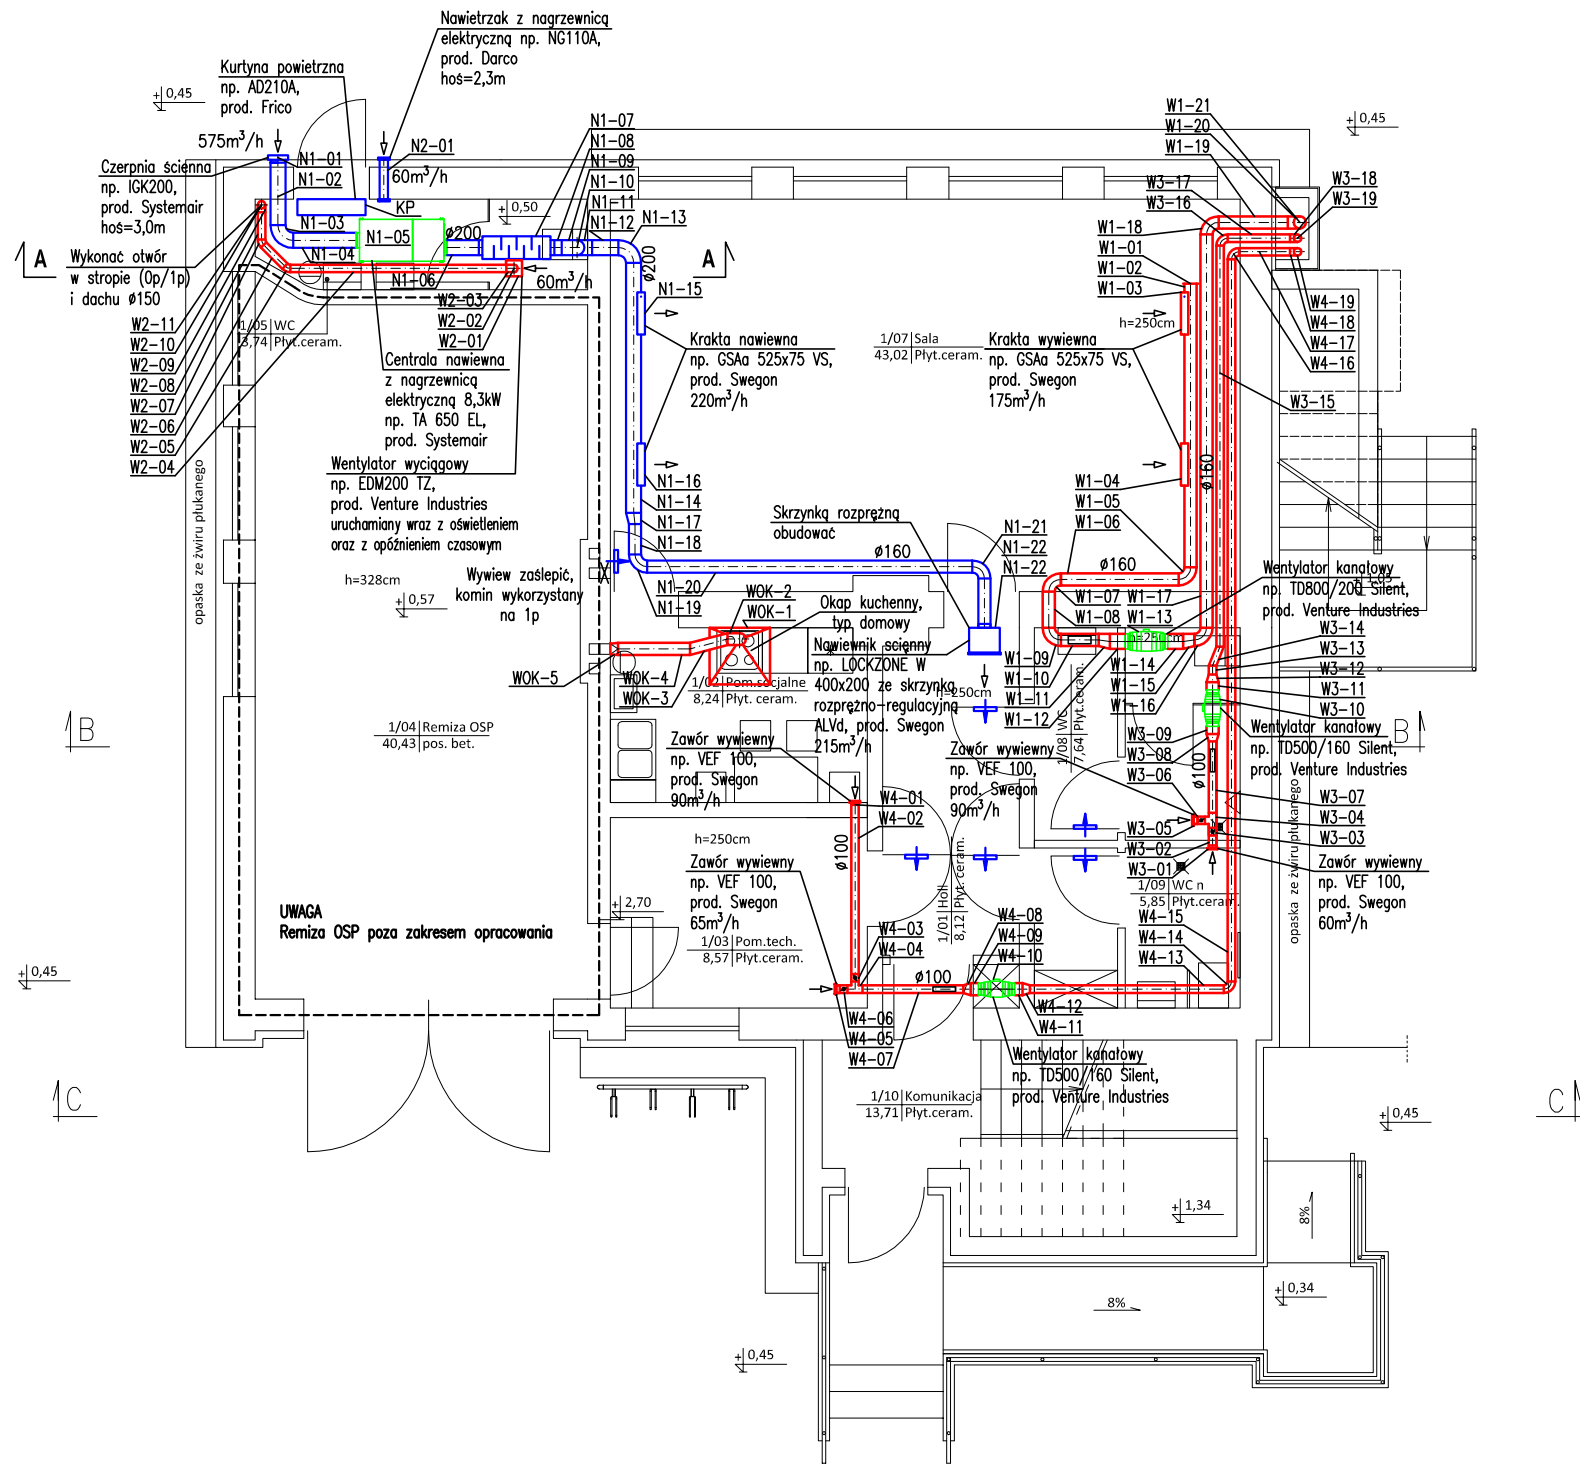 Nawietrzak z nagrzewnicą
elektryczną np. NG110A,
prod. Darco
hoś=2,3m
Kurtyna powietrzna
np. AD210A,
prod. Frico
+ 0,45
575m³/h
Czerpnia ścienna
np. IGK200,
prod. Systemair
hoś=3,0m
N1-01
N1-02
N2-01
60m³/h
KP
N1-03
N1-04
N1-05
ø200
N1-06
+ 0,50
N1-07
N1-08
N1-09
N1-10
N1-11
N1-12
N1-13
ø200
A
A
Wykonać otwór
w stropie (0p/1p)
i dachu ø150
W2-11
W2-10
W2-09
W2-08
W2-07
W2-06
W2-05
W2-04
1/05 WC
3,74 Płyt.ceram.
W2-03
W2-02
W2-01
60m³/h
Centrala nawiewna
z nagrzewnicą
elektryczną 8,3kW
np. TA 650 EL,
prod. Systemair
Wentylator wyciągowy
np. EDM200 TZ,
prod. Venture Industries
uruchamiany wraz z oświetleniem
oraz z opóźnieniem czasowym
N1-15
Krakta nawiewna
np. GSAa 525x75 VS,
prod. Swegon
220m³/h
1/07 Sala
43,02 Płyt.ceram.
h=250cm
Krakta wywiewna
np. GSAa 525x75 VS,
prod. Swegon
175m³/h
W1-21
W1-20
W1-19
+ 0,45
W3-17
W3-16
W3-18
W3-19
W1-18
W1-01
W1-02
W1-03
W4-19
W4-18
W4-17
W4-16
W3-15
ø160
N1-16
N1-14
N1-17
N1-18
ø160
N1-20
N1-19
Skrzynką rozprężną
obudować
N1-21
N1-22
N1-22
W1-04
W1-05
W1-06
ø160
W1-07
W1-08
W1-17
W1-13
Wentylator kanałowy
np. TD800/200 Silent,
prod. Venture Industries
W3-14
W3-13
W3-12
W3-11
W3-10
opaska ze żwiru płukanego
h=328cm
+ 0,57
Wywiew zaślepić,
komin wykorzystany
na 1p
WOK-2
WOK-1
Okap kuchenny,
typ domowy
WOK-5
WOK-4
WOK-3
1/02 Pom.socjalne
8,24 Płyt. ceram.
Nawiewnik scienny
np. LOCKZONE W
400x200 ze skrzynką
rozprężno-regulacyjną
ALVd, prod. Swegon
215m³/h
h=250cm
W1-09
W1-10
W1-11
W1-12
W1-14
W1-15
W1-16
1/08 WC
7,64 Płyt.ceram.
B
B
1/04 Remiza OSP
40,43 pos. bet.
Zawór wywiewny
np. VEF 100,
prod. Swegon
90m³/h
Zawór wywiewny
np. VEF 100,
prod. Swegon
90m³/h
W3-09
W3-08
W3-06
ø100
Wentylator kanałowy
np. TD500/160 Silent,
prod. Venture Industries
W3-07
W3-04
W3-03
W3-05
W3-02
W3-01
opaska ze żwiru płukanego
Zawór wywiewny
np. VEF 100,
prod. Swegon
60m³/h
W4-01
W4-02
ø100
h=250cm
Zawór wywiewny
np. VEF 100,
prod. Swegon
65m³/h
+ 2,70
1/03 Pom.tech.
8,57 Płyt.ceram.
1/01 Holl
8,12 Płyt. ceram.
1/09 WC n
5,85 Płyt.ceram.
UWAGA
Remiza OSP poza zakresem opracowania
W4-03
W4-04
W4-08
W4-09
W4-10
W4-15
W4-14
W4-13
ø100
+ 0,45
W4-06
W4-05
W4-07
W4-12
W4-11
Wentylator kanałowy
np. TD500/160 Silent,
prod. Venture Industries
1/10 Komunikacja
13,71 Płyt.ceram.
C
C
+ 0,45
+ 1,34
8%
+ 0,34
8%
+ 0,45